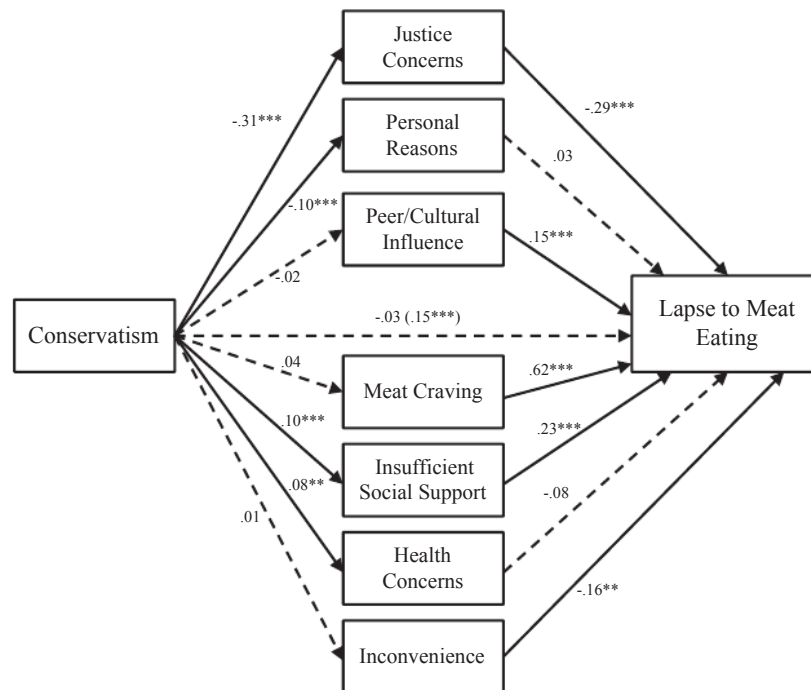 Justice
Concerns
-.31***
-.29***
Personal
Reasons
.03
-.10***
Peer/Cultural
Influence
.15***
-.02
Lapse to Meat
Eating
Conservatism
-.03 (.15***)
.04
Meat Craving
.62***
.10***
.23***
Insufficient
Social Support
.08**
-.08
.01
Health
Concerns
-.16**
Inconvenience